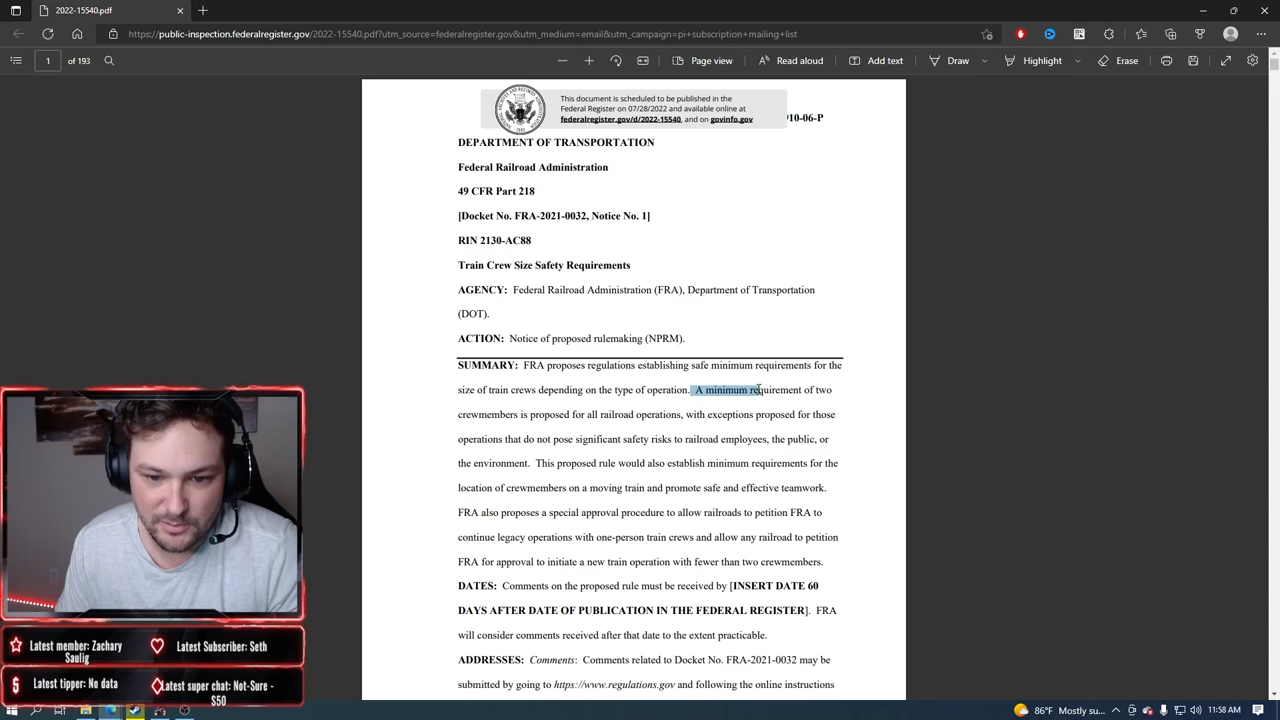 https://public-inspection.federalregister.gov/2022-15540.pdf?utm_source=federalregister.gov&utm_medium=email&utm_campaign=pi+subscription+mailing+list
1 of 193
Draw
Highlight
Erase
This document is scheduled to be published in the
Federal Register on 07/28/2022 and available online at
federalregister.gov/d/2022-15540, and on govinfo.gov
10-06-P
DEPARTMENT OF TRANSPORTATION
Federal Railroad Administration
49 CFR Part 218
[Docket No. FRA-2021-0032, Notice No. 1]
RIN 2130-AC88
Train Crew Size Safety Requirements
AGENCY: Federal Railroad Administration (FRA), Department of Transportation
(DOT).
ACTION: Notice of proposed rulemaking (NPRM).
SUMMARY: FRA proposes regulations establishing safe minimum requirements for the
size of train crews depending on the type of operation. A minimum requirement of two
crewmembers is proposed for all railroad operations, with exceptions proposed for those
operations that do not pose significant safety risks to railroad employees, the public, or
the environment. This proposed rule would also establish minimum requirements for the
location of crewmembers on a moving train and promote safe and effective teamwork.
FRA also proposes a special approval procedure to allow railroads to petition FRA to
continue legacy operations with one-person train crews and allow any railroad to petition
FRA for approval to initiate a new train operation with fewer than two crewmembers.
DATES: Comments on the proposed rule must be received by [INSERT DATE 60
DAYS AFTER DATE OF PUBLICATION IN THE FEDERAL REGISTER]. FRA
will consider comments received after that date to the extent practicable.
ADDRESSES: Comments: Comments related to Docket No. FRA-2021-0032 may be
submitted by going to https://www.regulations.gov and following the online instructions
Latest member: Zachary
Saulig
Latest Subscriber: Seth
Latest tipper: No data
Latest super chat: Not-Sure -
$50
86°F Mostly su...
11:58 AM